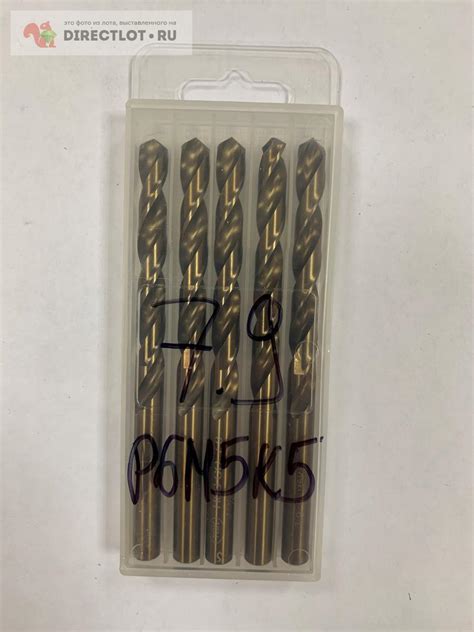 это фото из лота, выставленного на
DIRECTLOT.RU
7.9
Р6М5К5